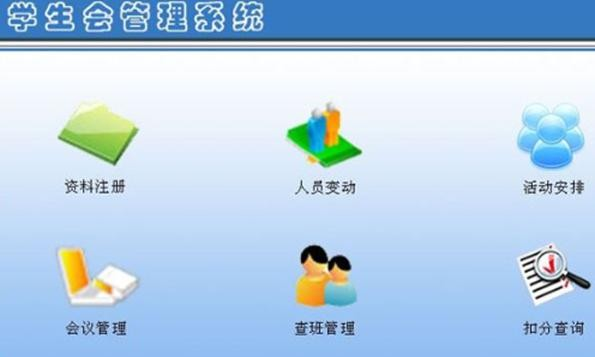 学生会管理系统
资料注册
人员变动
活动安排
会议管理
查班管理
扣分查询